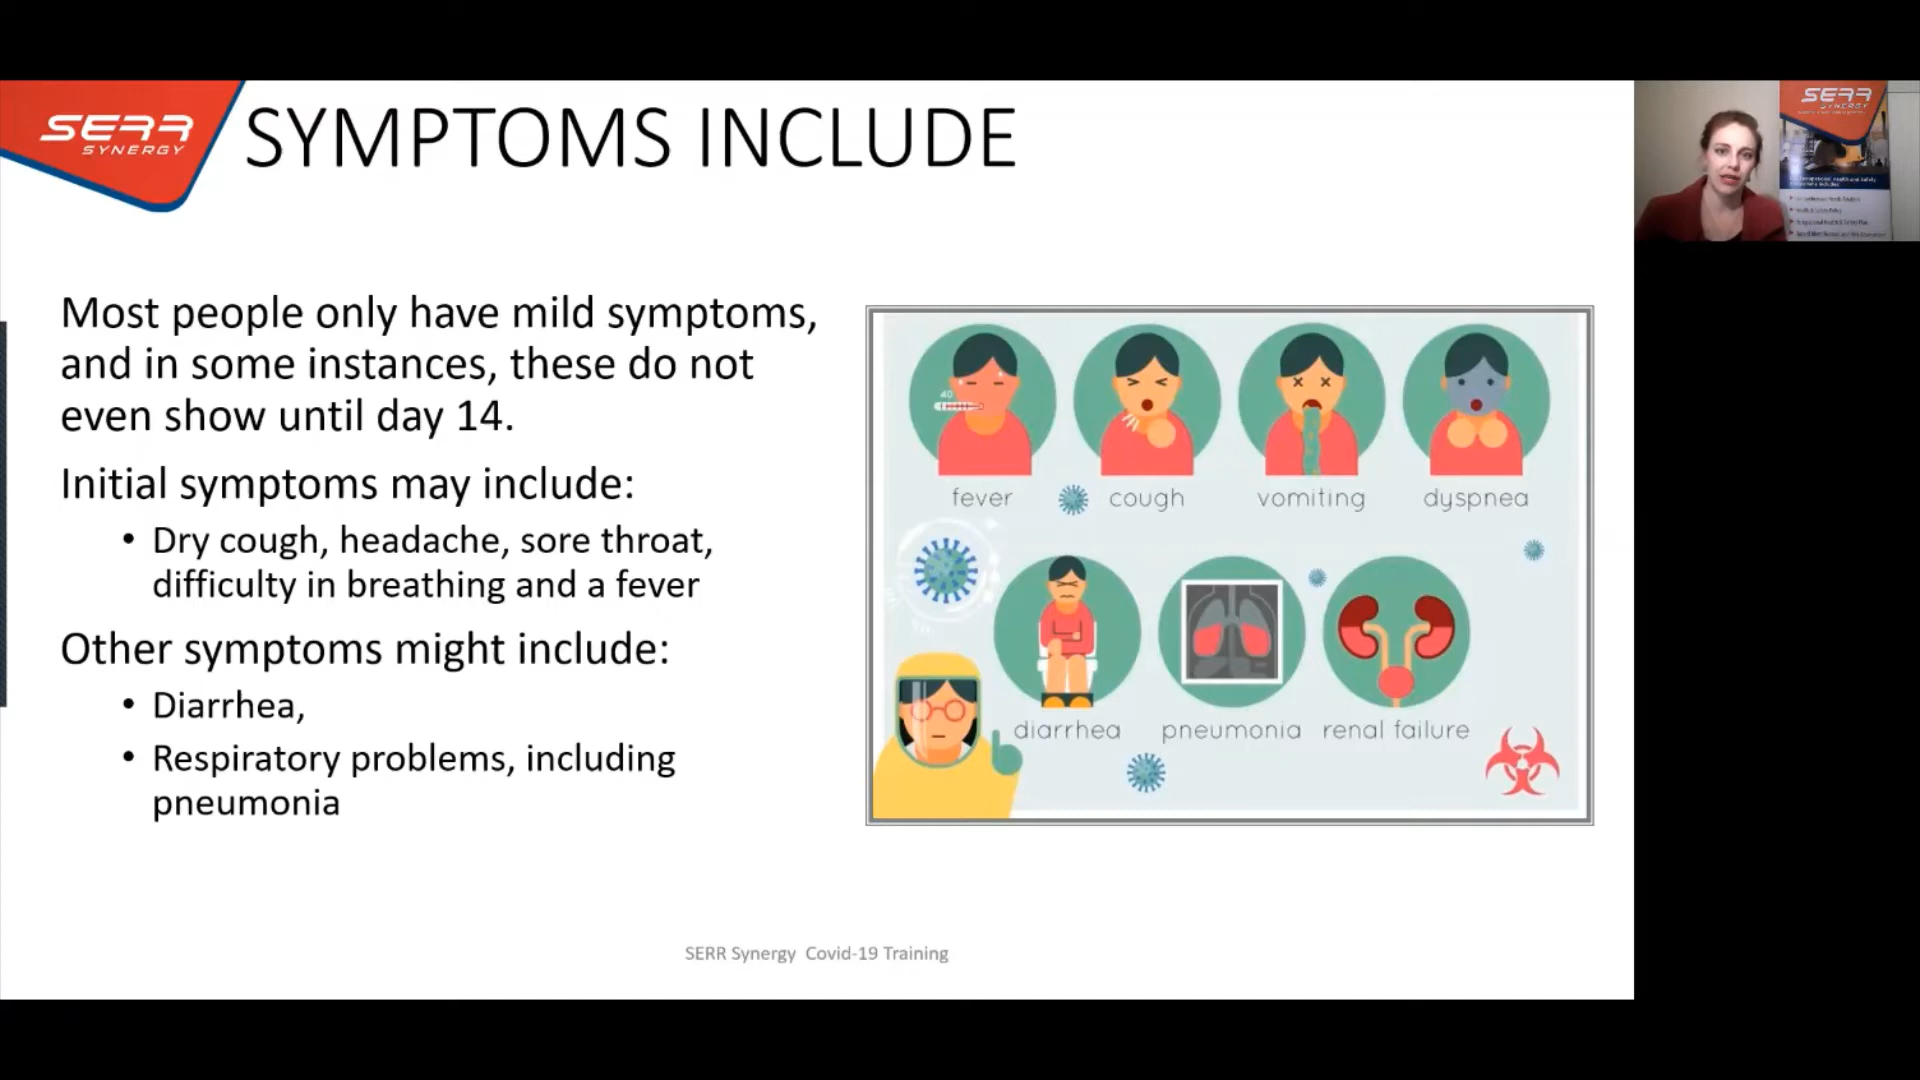 SERR
SYNERGY
SYMPTOMS INCLUDE
Most people only have mild symptoms,
and in some instances, these do not
even show until day 14.
Initial symptoms may include:
• Dry cough, headache, sore throat,
difficulty in breathing and a fever
Other symptoms might include:
• Diarrhea,
• Respiratory problems, including
pneumonia
40
fever
cough
vomiting
dyspnea
diarrhea
pneumonia
renal failure
SERR Synergy Covid-19 Training
SERR
SYNERGY